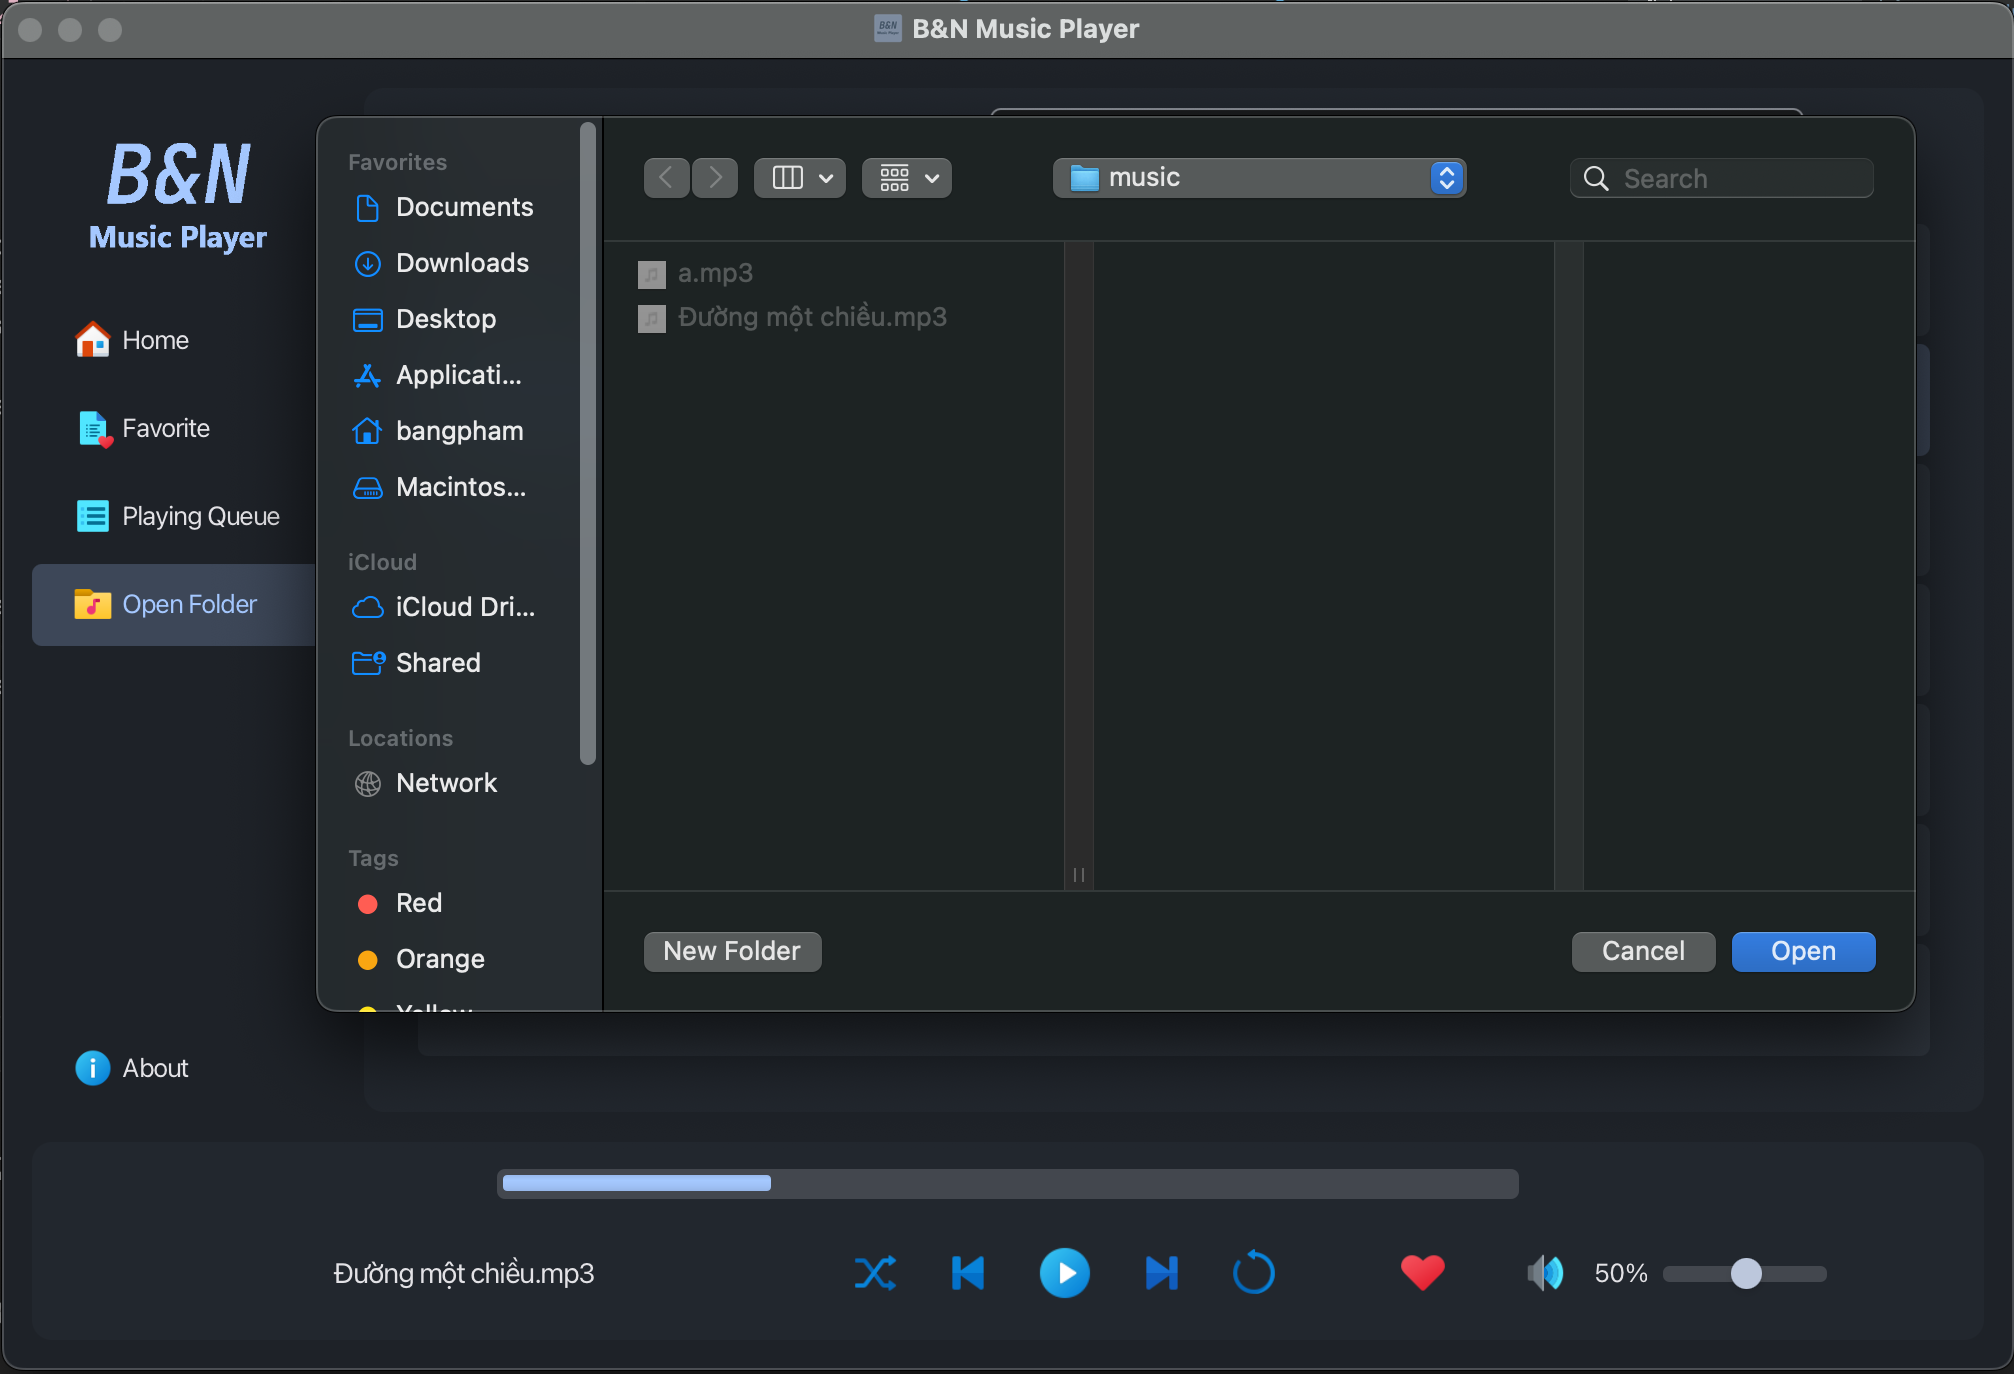 B&N Music Player
B&N
Music Player
Home
Favorite
Playing Queue
Open Folder
About
Favorites
Documents
Downloads
Desktop
Applicati...
bangpham
Macintos...
iCloud
iCloud Dri...
Shared
Locations
Network
Tags
Red
Orange
Yellow
music
Search
a.mp3
Đường một chiều.mp3
New Folder
Cancel
Open
Đường một chiều.mp3
50%